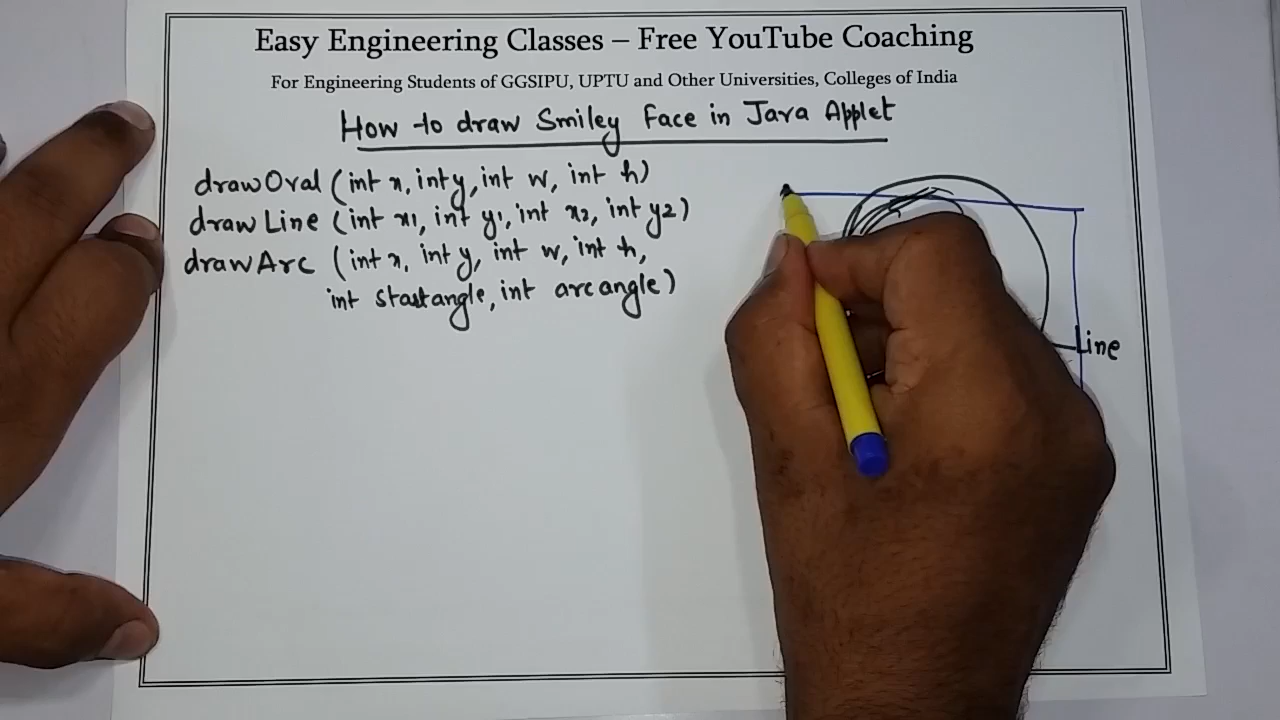 Easy Engineering Classes – Free YouTube Coaching
For Engineering Students of GGSIPU, UPTU and Other Universities, Colleges of India
How to draw Smiley Face in Java Applet
drawOval (int x, int y, int w, int h)
drawLine (int x1, int y1, int x2, int y2)
drawArc (int x, int y, int w, int h,
int startangle, int arcangle)
Line